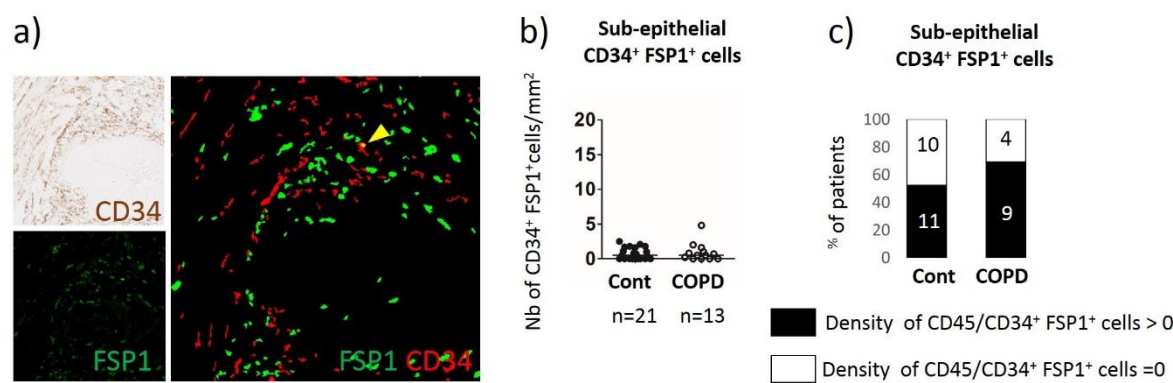 a)
CD34
FSP1
FSP1 CD34
b)
Sub-epithelial
CD34⁺ FSP1⁺ cells
Nb of CD34⁺ FSP1⁺cells/mm²
20
15
10
5
0
Cont COPD
n=21 n=13
c)
Sub-epithelial
CD34⁺ FSP1⁺ cells
% of patients
100
80
60
40
20
0
10 4
11 9
Cont COPD
Density of CD45/CD34⁺ FSP1⁺ cells > 0
Density of CD45/CD34⁺ FSP1⁺ cells =0